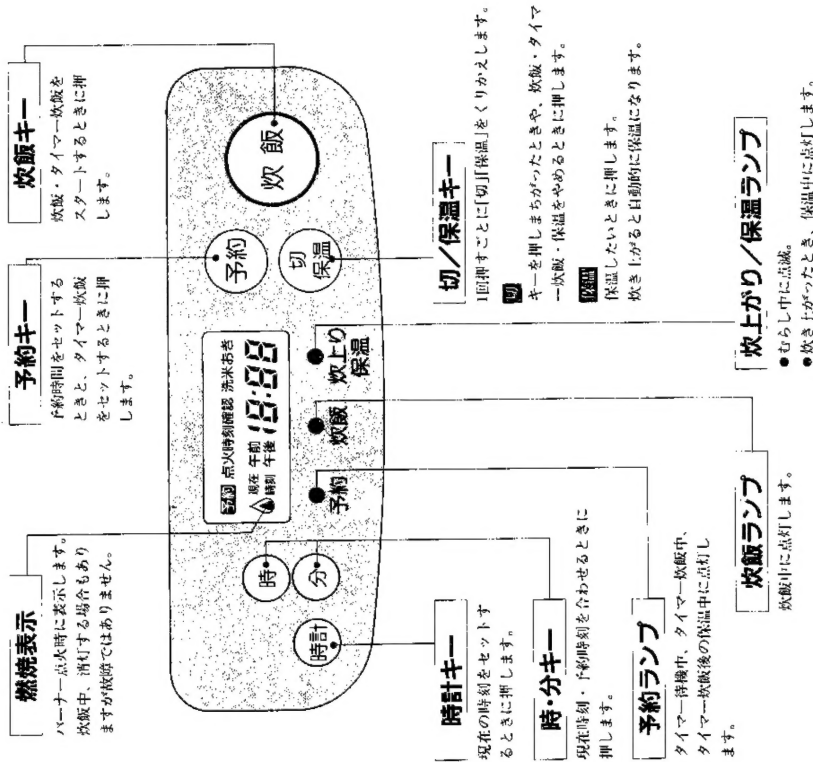 燃焼表示
バーナー点火時に表示します。
炊飯中、消灯する場合もあり
ますが故障ではありません。
予約キー
予約時間をセットする
ときと、タイマー炊飯
をセットするときに押
します。
炊飯キー
炊飯・タイマー炊飯を
スタートするときに押
します。
予約 点火時刻確認 洗米おき
現在 午前
時刻 午後
18:88
時計
時
分
予約
炊飯
炊上り
保温
予約
切
保温
炊飯
時計キー
現在の時刻をセットす
るときに押します。
時・分キー
現在時刻・予約時刻を合わせるときに
押します。
予約ランプ
タイマー待機中、タイマー炊飯中、
タイマー炊飯後の保温中に点灯し
ます。
炊飯ランプ
炊飯中に点灯します。
切／保温キー
1回押すごとに「切」「保温」をくりかえします。
切
キーを押しまちがったときや、炊飯・タイマ
ー炊飯・保温をやめるときに押します。
保温
保温したいときに押します。
炊き上がると自動的に保温になります。
炊上がり／保温ランプ
●むらし中に点滅。
●炊き上がったとき、保温中に点灯します。